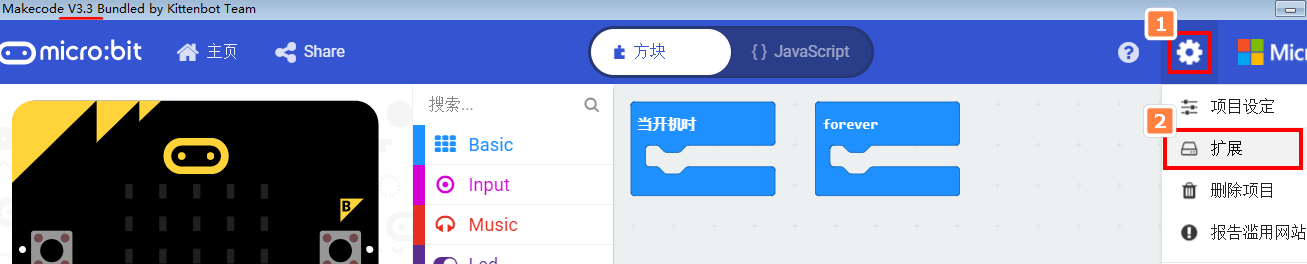 Makecode V3.3 Bundled by Kittenbot Team
micro:bit 主页 Share 方块 {} JavaScript ? 1 Mic
搜索...
Basic
Input
Music
Led
B
当开机时
forever
项目设定
2 扩展
删除项目
报告滥用网站